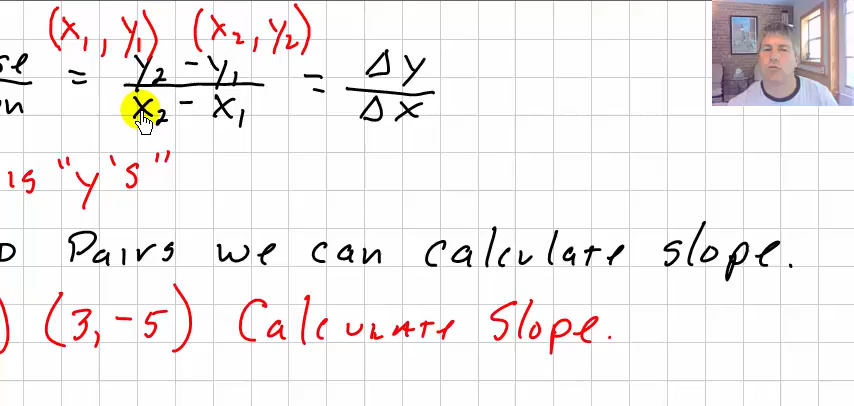 (x₁, y₁) (x₂, y₂)
= y₂ - y₁ / x₂ - x₁ = Δy / Δx
is "y's"
Pairs we can calculate slope.
) (3, -5) Calculate Slope.